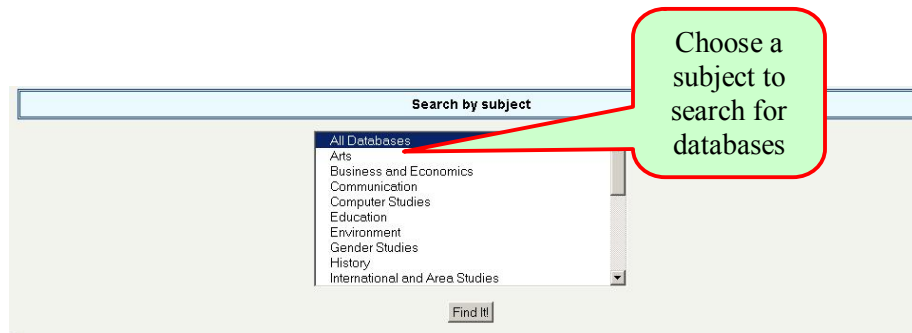 Choose a
subject to
search for
databases
Search by subject
All Databases
Arts
Business and Economics
Communication
Computer Studies
Education
Environment
Gender Studies
History
International and Area Studies
Find It!